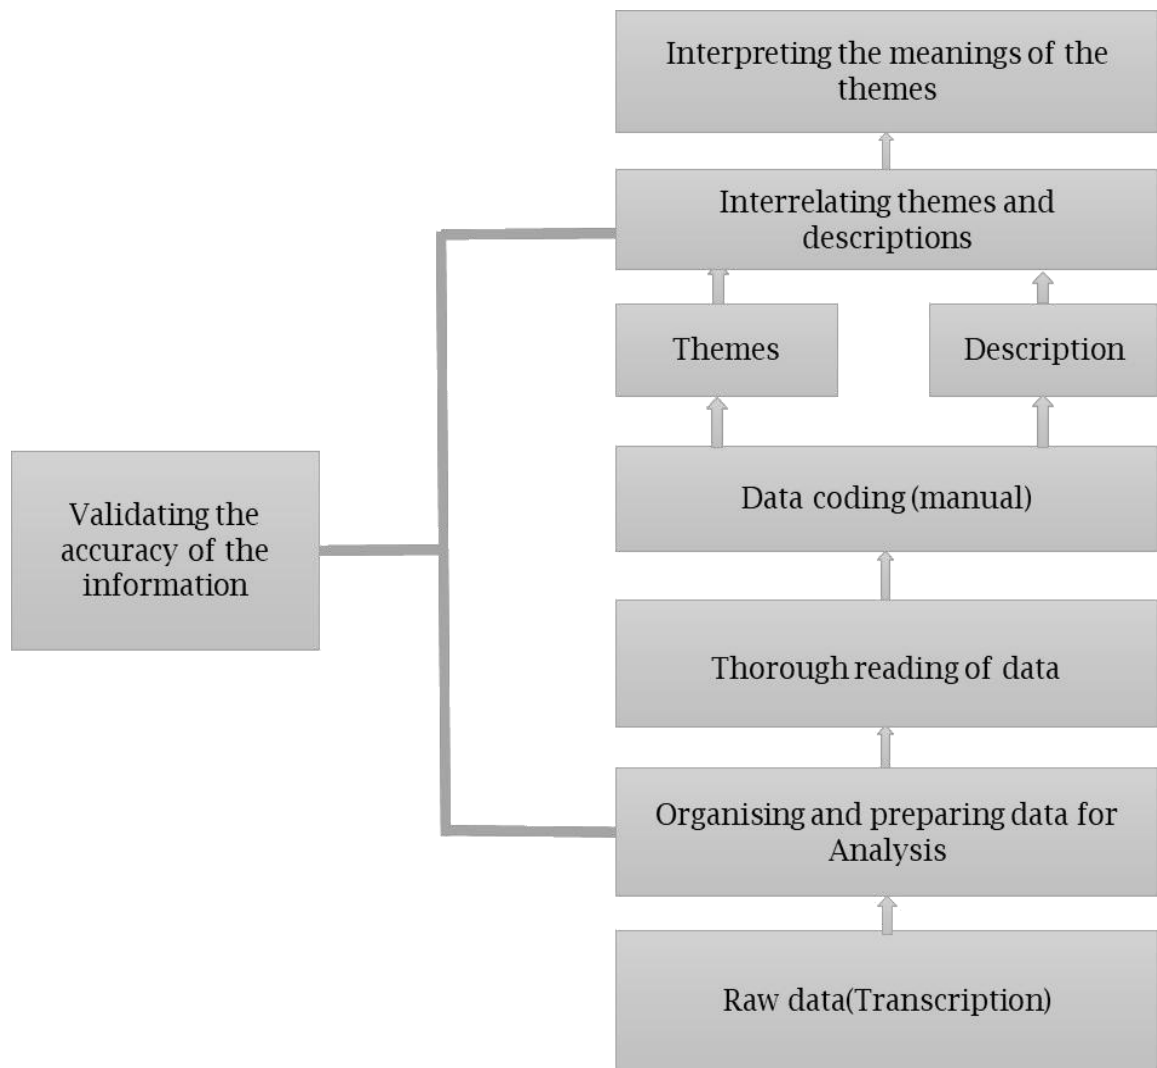 Interpreting the meanings of the
themes
Interrelating themes and
descriptions
Themes
Description
Data coding (manual)
Validating the
accuracy of the
information
Thorough reading of data
Organising and preparing data for
Analysis
Raw data(Transcription)